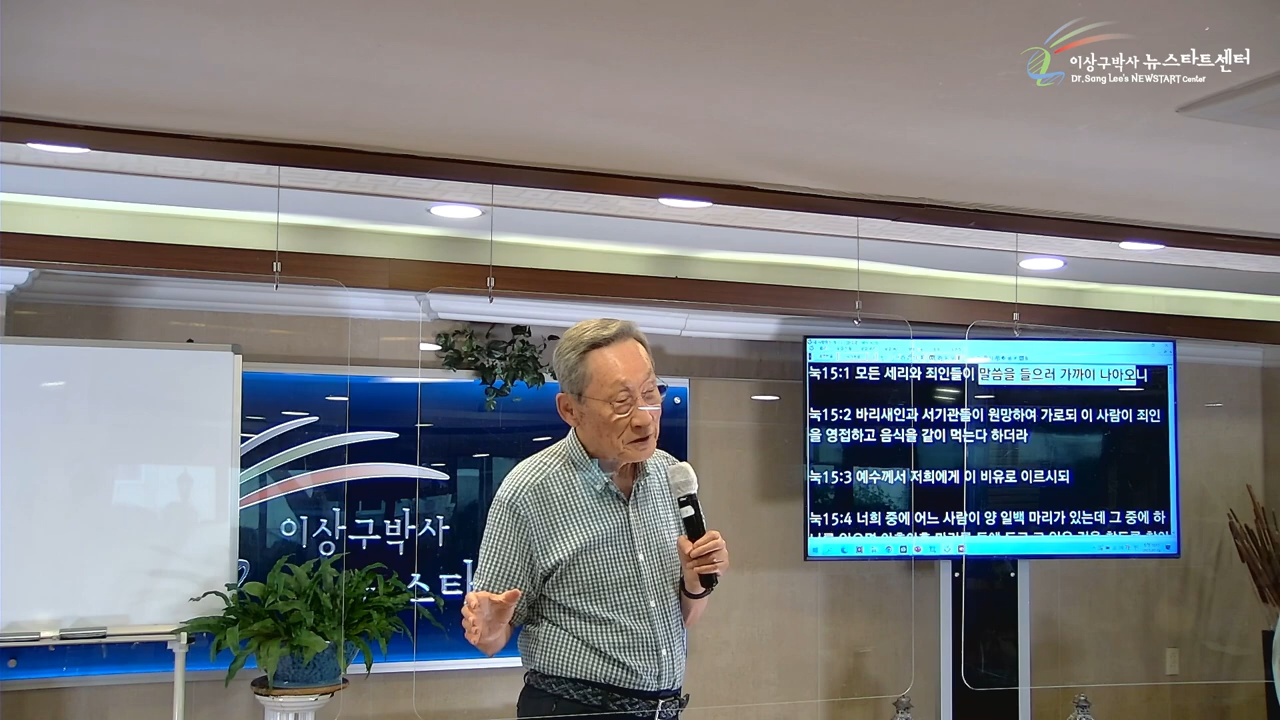 이상구박사 뉴스타트센터
Dr. Sang Lee's NEWSTART Center
이상구박사
스타
눅15:1 모든 세리와 죄인들이 말씀을 들으러 가까이 나아오니
눅15:2 바리새인과 서기관들이 원망하여 가로되 이 사람이 죄인
을 영접하고 음식을 같이 먹는다 하더라
눅15:3 예수께서 저희에게 이 비유로 이르시되
눅15:4 너희 중에 어느 사람이 양 일백 마리가 있는데 그 중에 하